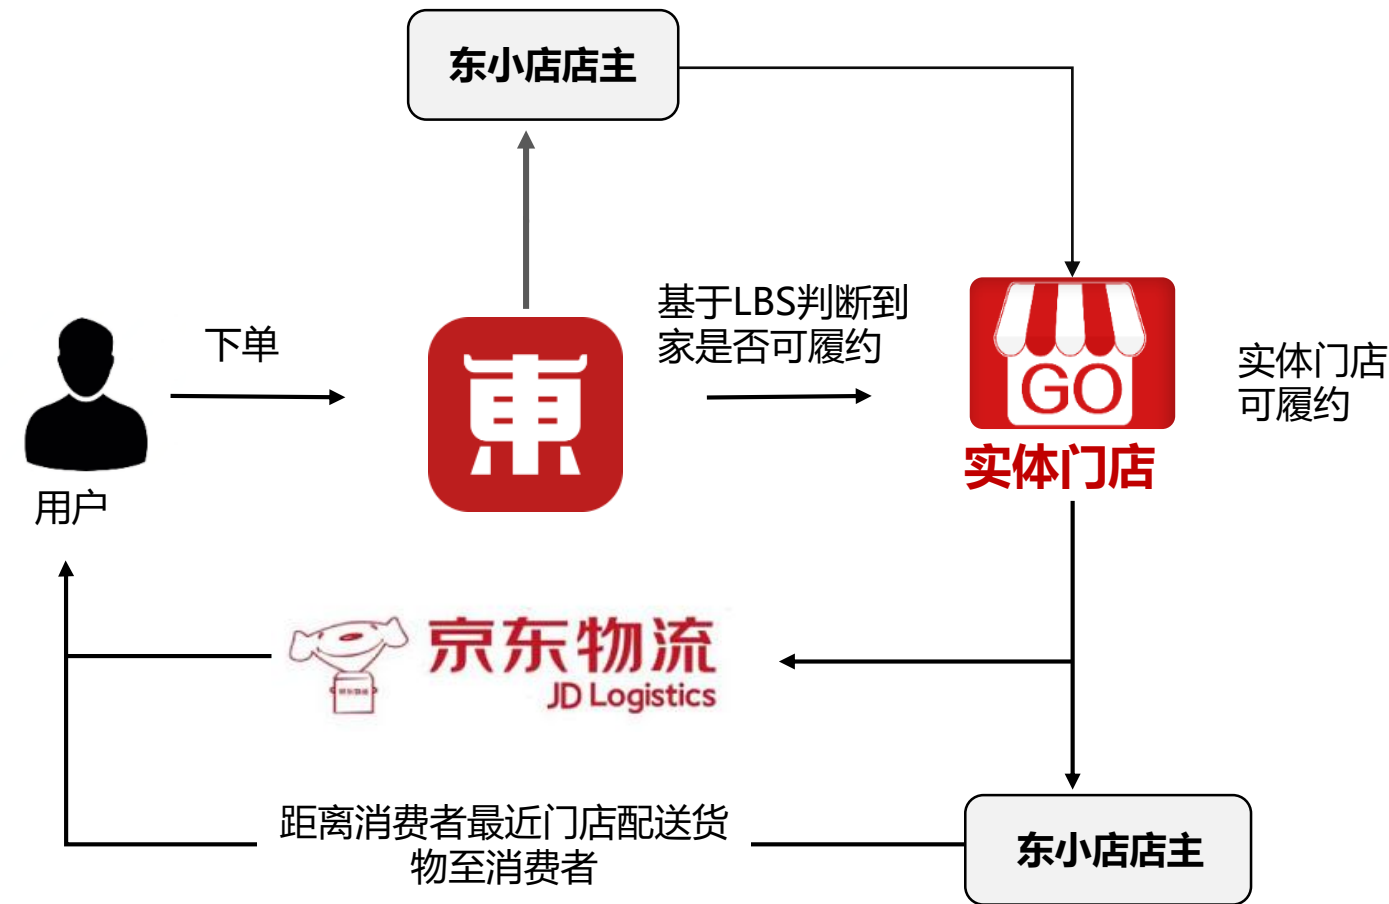 东小店店主
基于LBS判断到
家是否可履约
下单
東
GO
实体门店
可履约
实体门店
用户
京东物流
JD Logistics
距离消费者最近门店配送货
物至消费者
东小店店主